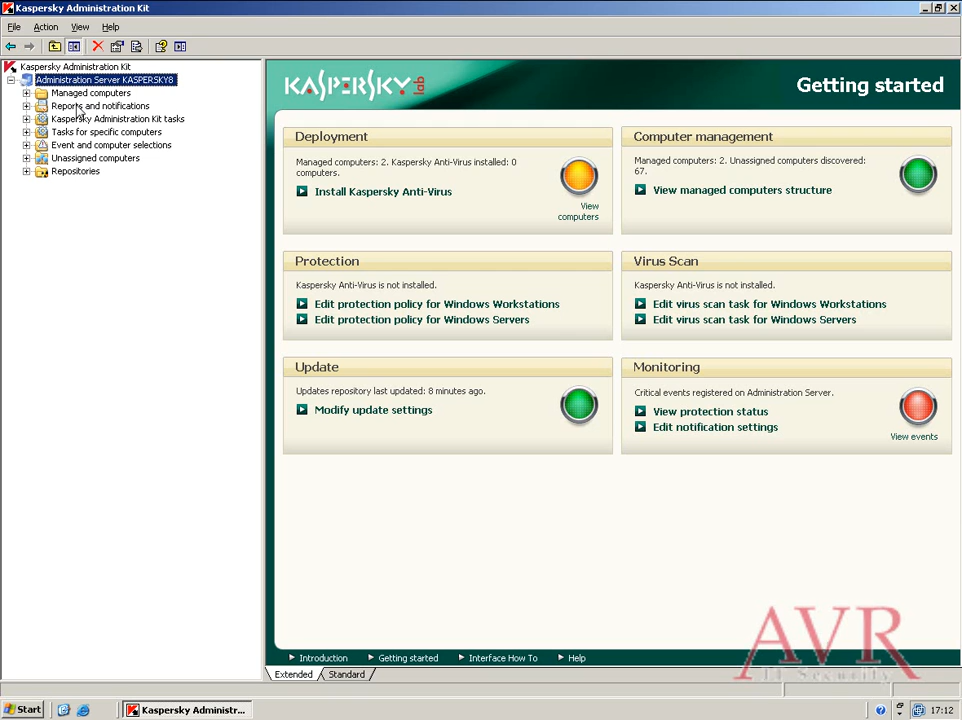 Kaspersky Administration Kit
File Action View Help
Kaspersky Administration Kit
Administration Server KASPERSKY8
Managed computers
Reports and notifications
Kaspersky Administration Kit tasks
Tasks for specific computers
Event and computer selections
Unassigned computers
Repositories
KASPERSKY lab
Getting started
Deployment
Managed computers: 2. Kaspersky Anti-Virus installed: 0
computers.
Install Kaspersky Anti-Virus
View
computers
Computer management
Managed computers: 2. Unassigned computers discovered:
67.
View managed computers structure
Protection
Kaspersky Anti-Virus is not installed.
Edit protection policy for Windows Workstations
Edit protection policy for Windows Servers
Virus Scan
Kaspersky Anti-Virus is not installed.
Edit virus scan task for Windows Workstations
Edit virus scan task for Windows Servers
Update
Updates repository last updated: 8 minutes ago.
Modify update settings
Monitoring
Critical events registered on Administration Server.
View protection status
Edit notification settings
View events
Introduction Getting started Interface How To Help
Extended Standard
AVR
IT Security
Start Kaspersky Administr... 17:12